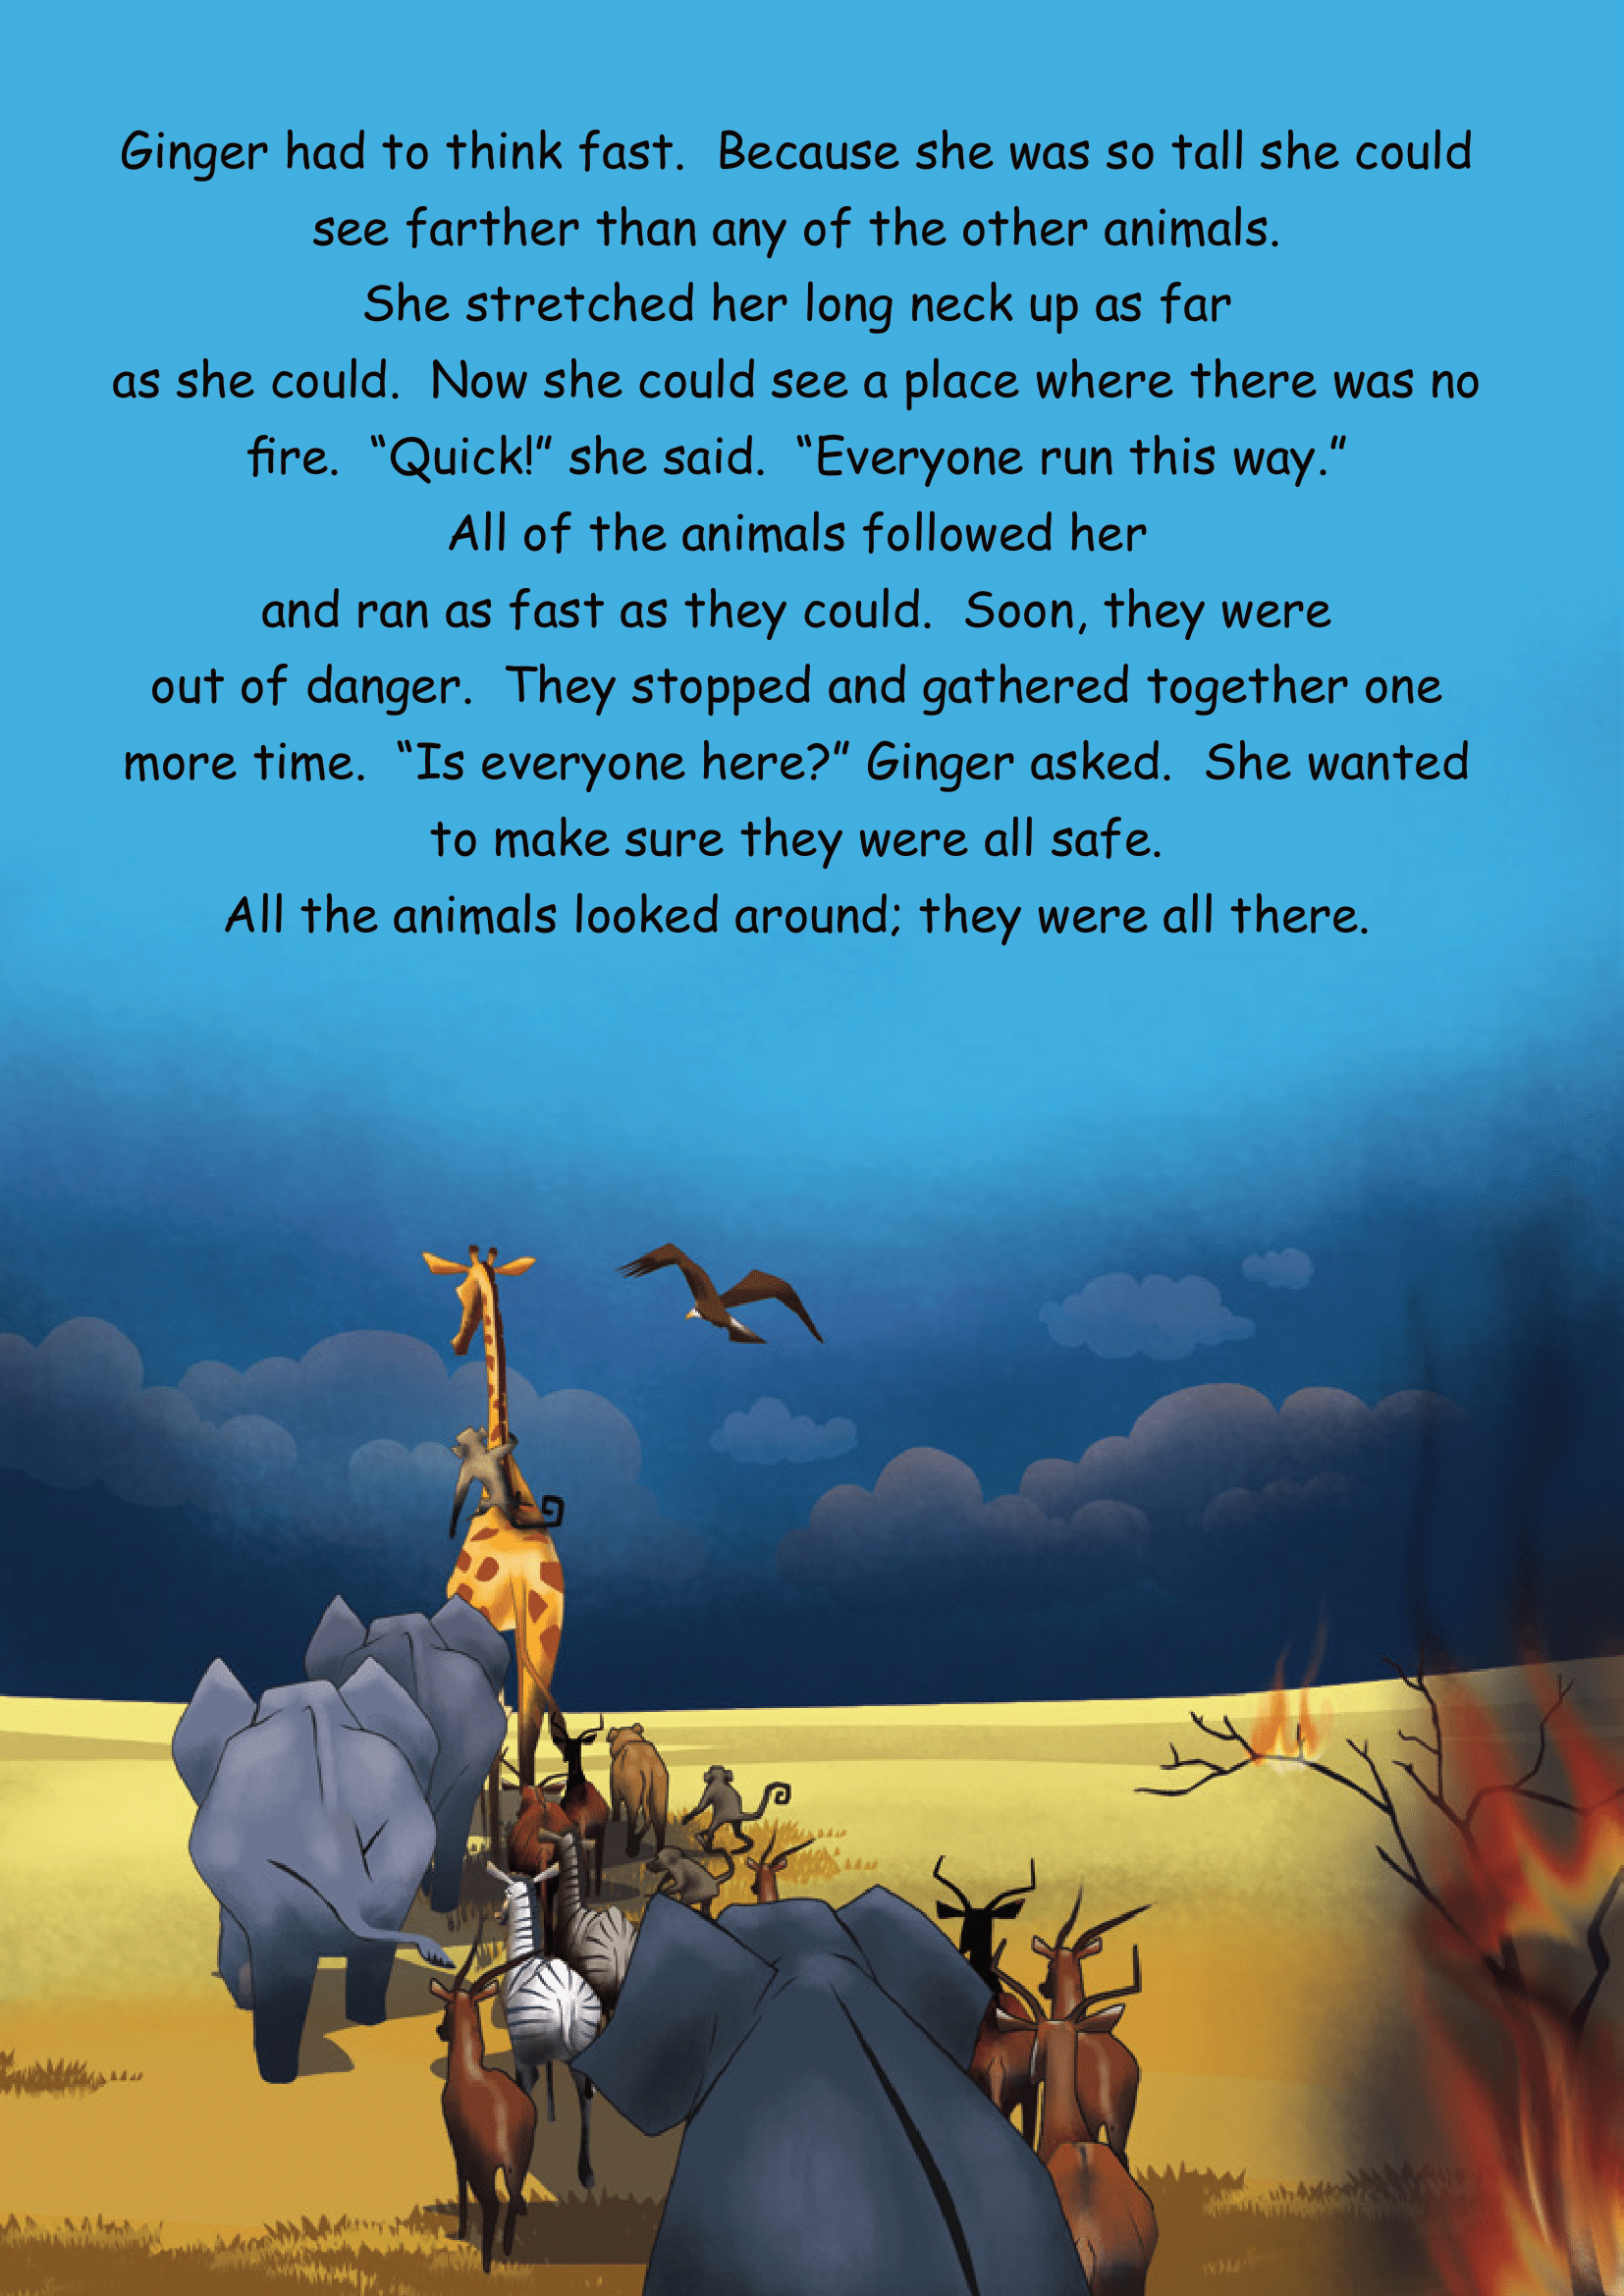 Ginger had to think fast.  Because she was so tall she could
see farther than any of the other animals.
She stretched her long neck up as far
as she could.  Now she could see a place where there was no
fire.  “Quick!” she said.  “Everyone run this way.”
All of the animals followed her
and ran as fast as they could.  Soon, they were
out of danger.  They stopped and gathered together one
more time.  “Is everyone here?” Ginger asked.  She wanted
to make sure they were all safe.
All the animals looked around; they were all there.